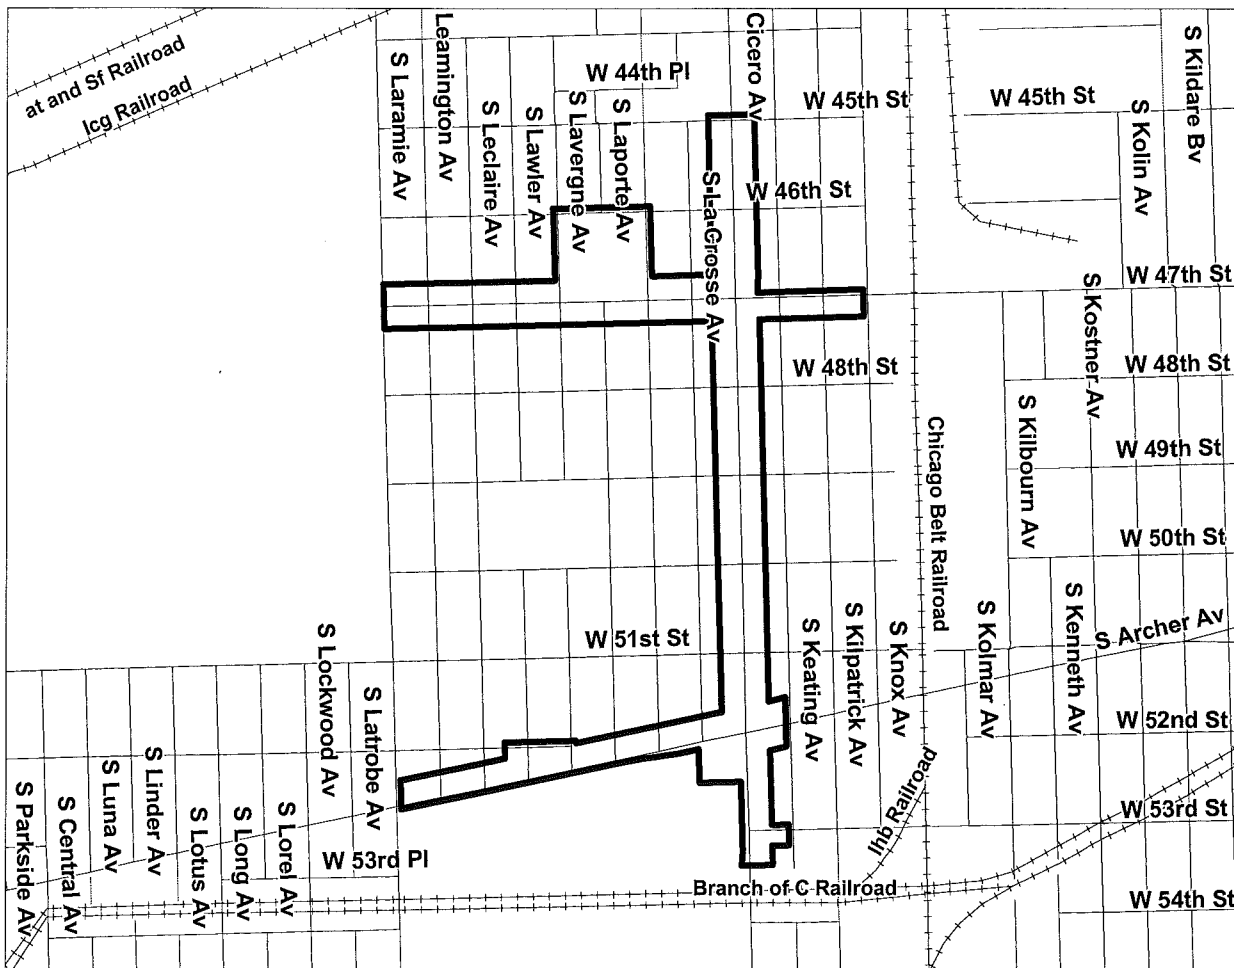 at and Sf Railroad
Icg Railroad
S Laramie Av
Leamington Av
S Leclaire Av
S Lawler Av
S Lavergne Av
S Laporte Av
W 44th Pl
S La Crosse Av
Cicero Av
W 45th St
W 45th St
S Kolin Av
S Kildare Bv
W 46th St
W 47th St
S Kostner Av
W 48th St
W 48th St
S Kilbourn Av
W 49th St
Chicago Belt Railroad
W 50th St
W 51st St
S Keating Av
S Kilpatrick Av
S Knox Av
S Kolmar Av
S Kenneth Av
S Archer Av
W 52nd St
S Lockwood Av
S Latrobe Av
S Parkside Av
S Central Av
S Luna Av
S Linder Av
S Lotus Av
S Long Av
S Lorel Av
W 53rd Pl
Ihb Railroad
W 53rd St
Branch of C Railroad
W 54th St